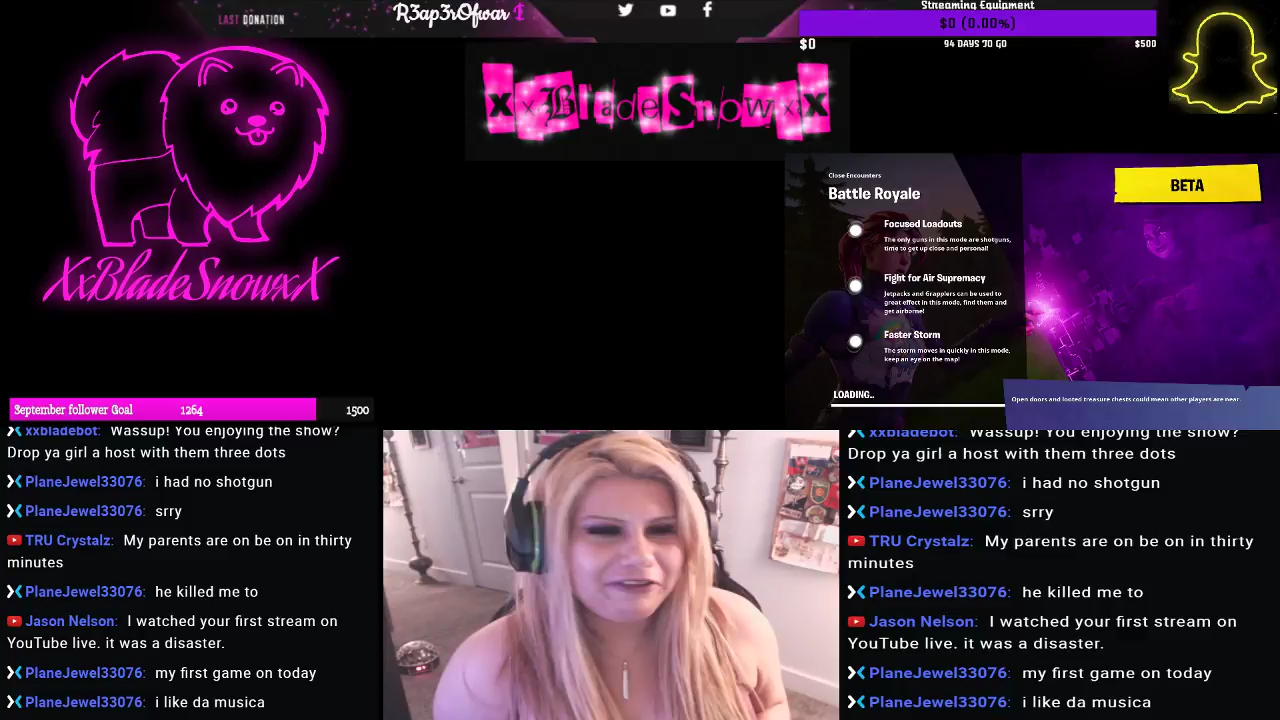 LAST DONATION
R3ap3rOfwar I
Streaming Equipment
$0 (0.00%)
$0 94 DAYS TO GO $500
XxBladeSnowxX
XxBladeSnowxX
Close Encounters
Battle Royale
Focused Loadouts
The only guns in this mode are shotguns,
time to get up close and personal!
Fight for Air Supremacy
Jetpacks and Grapplers can be used to
great effect in this mode, find them and
get airborne!
Faster Storm
The storm moves in quickly in this mode,
keep an eye on the map!
LOADING..
BETA
Open doors and looted treasure chests could mean other players are near.
September follower Goal 1264 1500
xxbladebot: Wassup! You enjoying the show?
Drop ya girl a host with them three dots
PlaneJewel33076: i had no shotgun
PlaneJewel33076: srry
TRU Crystalz: My parents are on be on in thirty
minutes
PlaneJewel33076: he killed me to
Jason Nelson: I watched your first stream on
YouTube live. it was a disaster.
PlaneJewel33076: my first game on today
PlaneJewel33076: i like da musica
xxbladebot: Wassup! You enjoying the show?
Drop ya girl a host with them three dots
PlaneJewel33076: i had no shotgun
PlaneJewel33076: srry
TRU Crystalz: My parents are on be on in thirty
minutes
PlaneJewel33076: he killed me to
Jason Nelson: I watched your first stream on
YouTube live. it was a disaster.
PlaneJewel33076: my first game on today
PlaneJewel33076: i like da musica